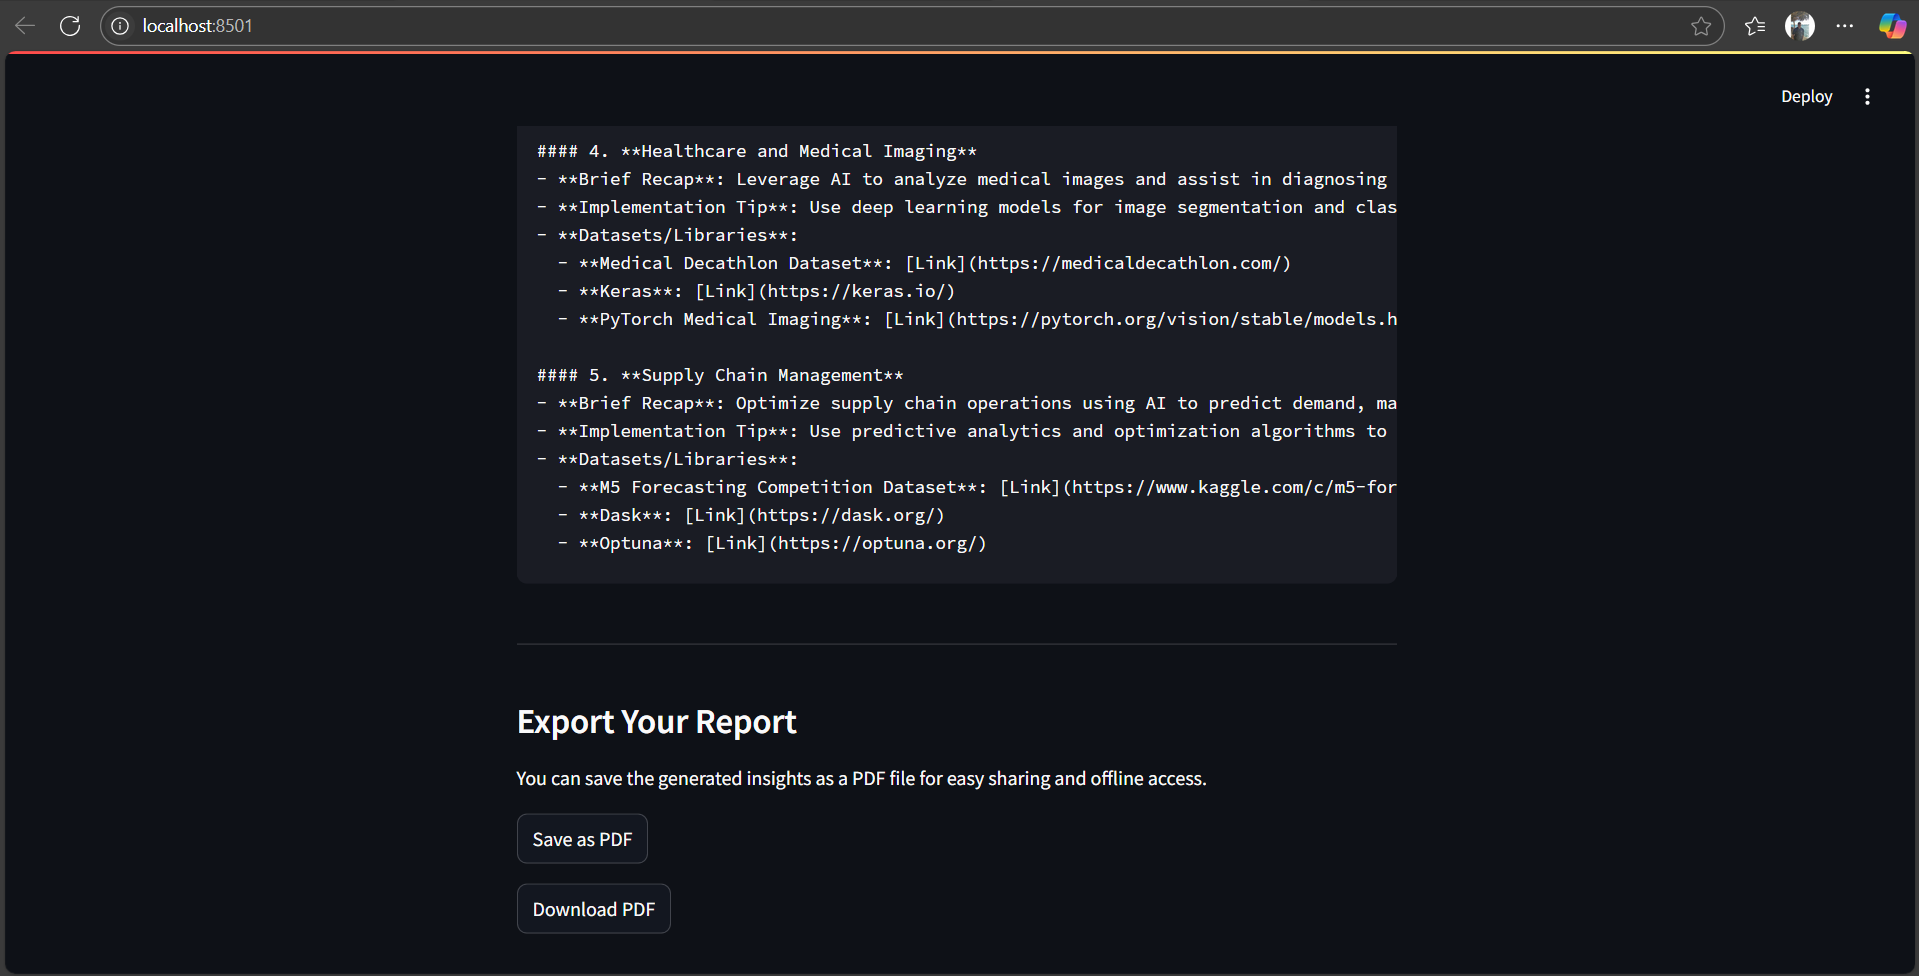 localhost:8501
Deploy
#### 4. **Healthcare and Medical Imaging**
- **Brief Recap**: Leverage AI to analyze medical images and assist in diagnosing
- **Implementation Tip**: Use deep learning models for image segmentation and clas
- **Datasets/Libraries**:
  - **Medical Decathlon Dataset**: [Link](https://medicaldecathlon.com/)
  - **Keras**: [Link](https://keras.io/)
  - **PyTorch Medical Imaging**: [Link](https://pytorch.org/vision/stable/models.h
#### 5. **Supply Chain Management**
- **Brief Recap**: Optimize supply chain operations using AI to predict demand, ma
- **Implementation Tip**: Use predictive analytics and optimization algorithms to
- **Datasets/Libraries**:
  - **M5 Forecasting Competition Dataset**: [Link](https://www.kaggle.com/c/m5-for
  - **Dask**: [Link](https://dask.org/)
  - **Optuna**: [Link](https://optuna.org/)
Export Your Report
You can save the generated insights as a PDF file for easy sharing and offline access.
Save as PDF
Download PDF